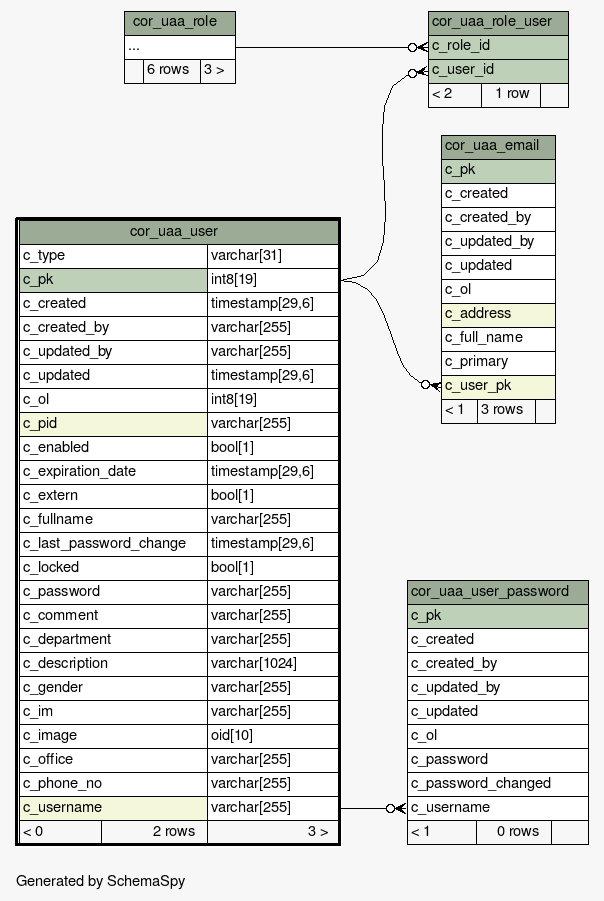 cor_uaa_role
...
6 rows 3 >
cor_uaa_role_user
c_role_id
c_user_id
< 2 1 row
cor_uaa_email
c_pk
c_created
c_created_by
c_updated_by
c_updated
c_ol
c_address
c_full_name
c_primary
c_user_pk
< 1 3 rows
cor_uaa_user
c_type varchar[31]
c_pk int8[19]
c_created timestamp[29,6]
c_created_by varchar[255]
c_updated_by varchar[255]
c_updated timestamp[29,6]
c_ol int8[19]
c_pid varchar[255]
c_enabled bool[1]
c_expiration_date timestamp[29,6]
c_extern bool[1]
c_fullname varchar[255]
c_last_password_change timestamp[29,6]
c_locked bool[1]
c_password varchar[255]
c_comment varchar[255]
c_department varchar[255]
c_description varchar[1024]
c_gender varchar[255]
c_im varchar[255]
c_image oid[10]
c_office varchar[255]
c_phone_no varchar[255]
c_username varchar[255]
< 0 2 rows 3 >
cor_uaa_user_password
c_pk
c_created
c_created_by
c_updated_by
c_updated
c_ol
c_password
c_password_changed
c_username
< 1 0 rows
Generated by SchemaSpy